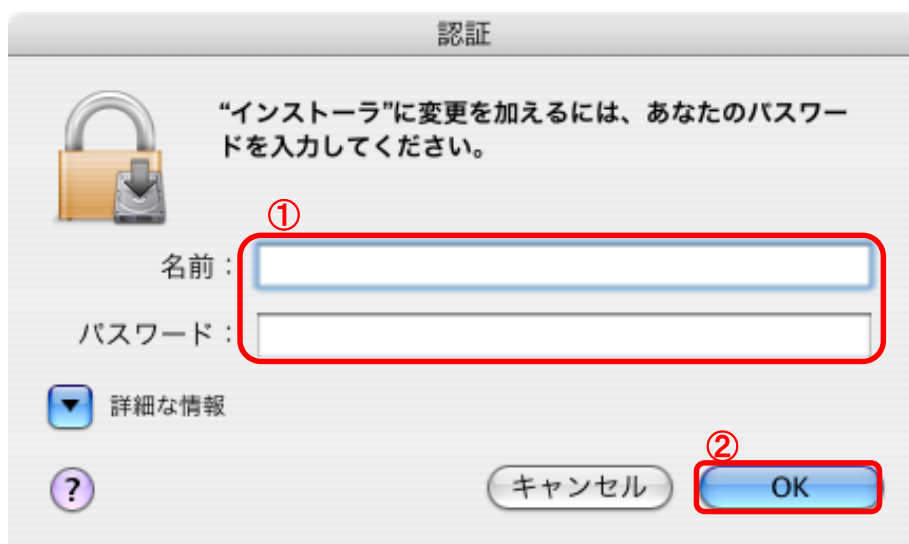 認証
“インストーラ”に変更を加えるには、あなたのパスワー
ドを入力してください。
①
名前：
パスワード：
詳細な情報
②
? キャンセル OK